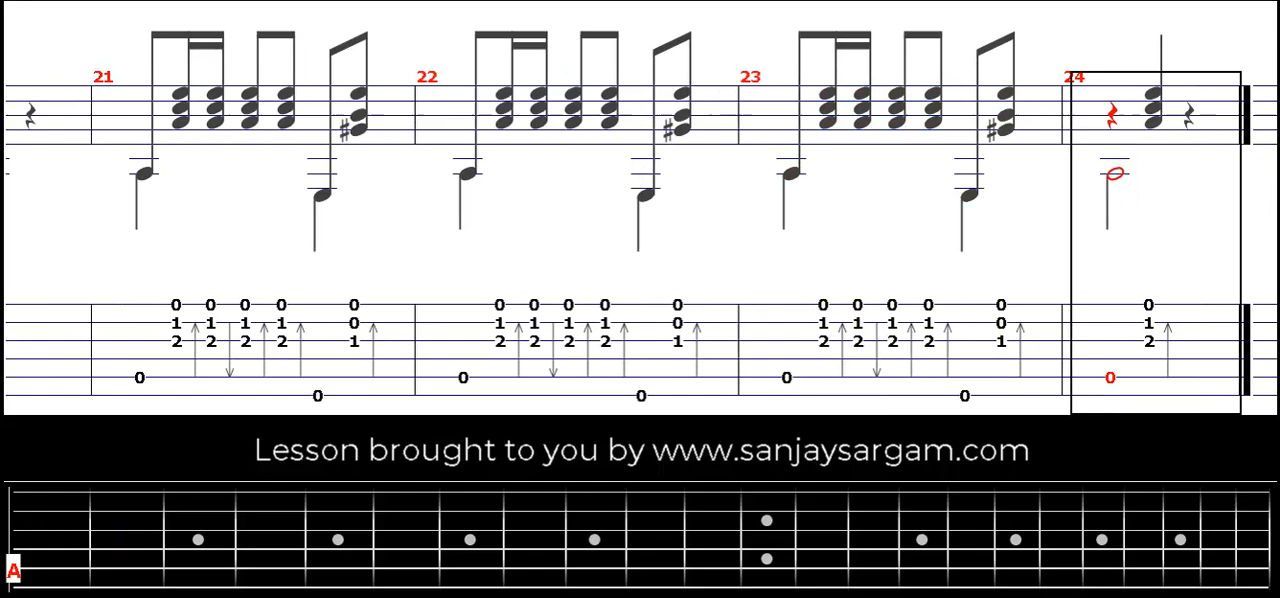 21 22 23 24
0 0 0 0 0 0 0 0 0 0 0 0 0 0 0 0
1 1 1 1 0 1 1 1 1 0 1 1 1 1 0 1
2 2 2 2 1 2 2 2 2 1 2 2 2 2 1 2
0 0 0 0
0 0 0
Lesson brought to you by www.sanjaysargam.com
A